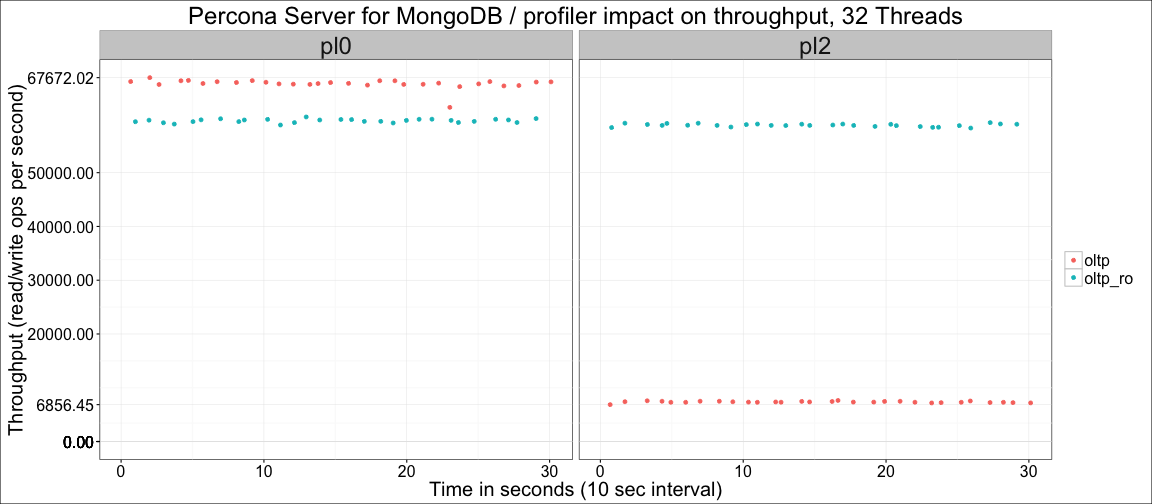 Percona Server for MongoDB / profiler impact on throughput, 32 Threads
pl0
pl2
Throughput (read/write ops per second)
67672.02
50000.00
40000.00
30000.00
20000.00
6856.45
0.00
0 10 20 30
0 10 20 30
Time in seconds (10 sec interval)
oltp
oltp_ro